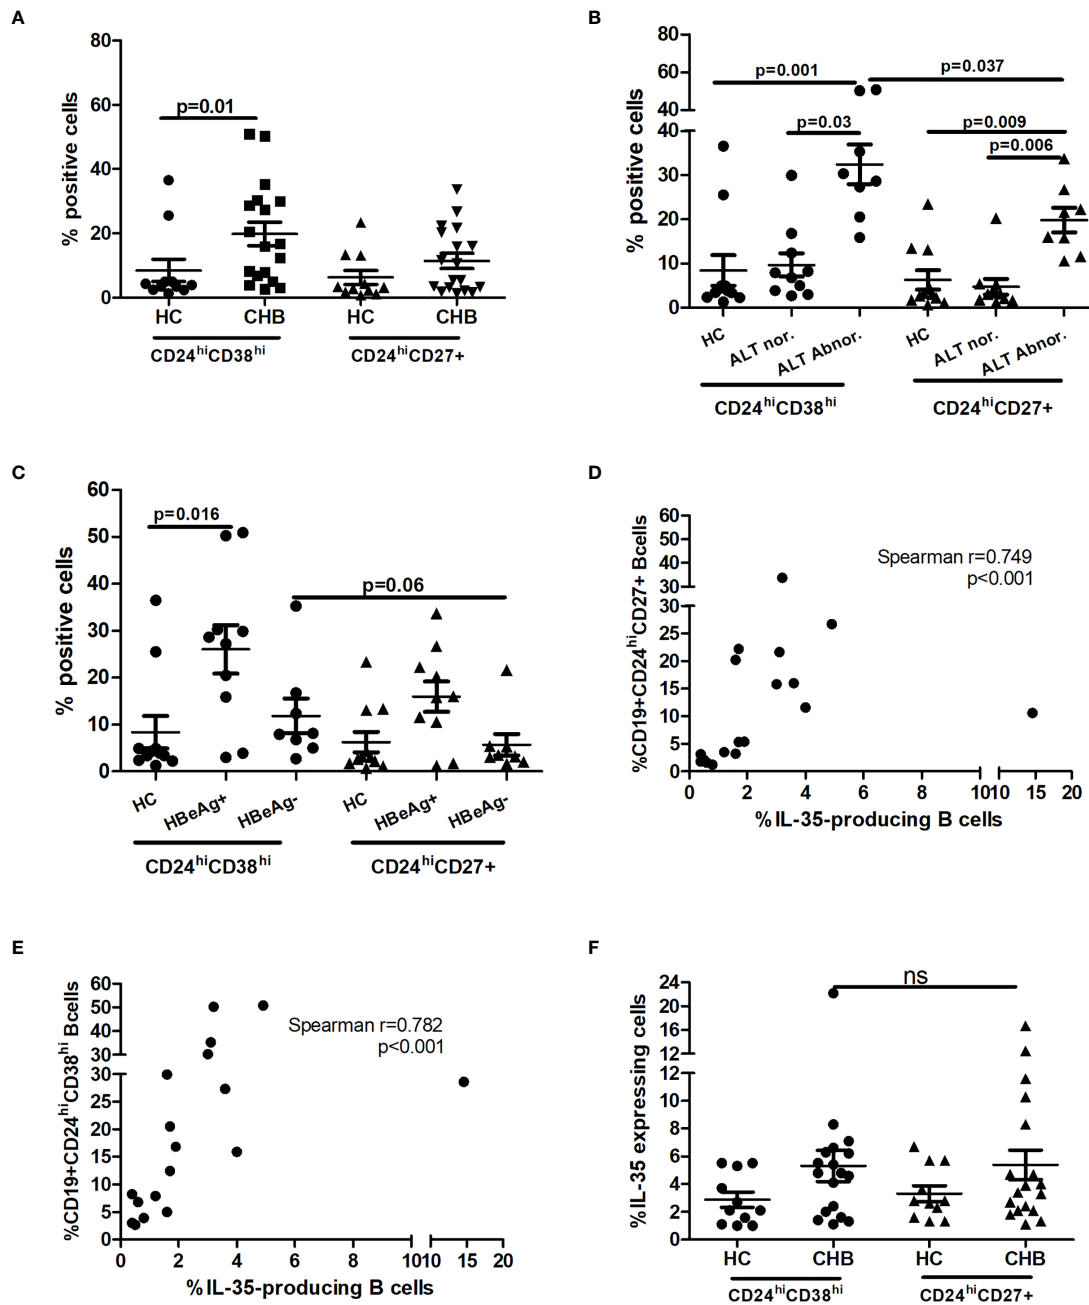 A
80
60
40
20
0
% positive cells
p=0.01
HC
CHB
HC
CHB
CD24hiCD38hi
CD24hiCD27+
B
80
60
40
40
30
20
10
0
% positive cells
p=0.001
p=0.037
p=0.03
p=0.009
p=0.006
HC
ALT nor.
ALT Abnor.
HC
ALT nor.
ALT Abnor.
CD24hiCD38hi
CD24hiCD27+
C
60
50
40
30
20
10
0
% positive cells
p=0.016
p=0.06
HC
HBeAg+
HBeAg-
HC
HBeAg+
HBeAg-
CD24hiCD38hi
CD24hiCD27+
D
60
50
40
30
30
25
20
15
10
5
0
%CD19+CD24hiCD27+ Bcells
Spearman r=0.749
p<0.001
0 2 4 6 8 10 10 15 20
%IL-35-producing B cells
E
60
50
40
30
30
25
20
15
10
5
0
%CD19+CD24hiCD38hi Bcells
Spearman r=0.782
p<0.001
0 2 4 6 8 10 10 15 20
%IL-35-producing B cells
F
24
20
16
12
12
10
8
6
4
2
0
%IL-35 expressing cells
ns
HC
CHB
HC
CHB
CD24hiCD38hi
CD24hiCD27+